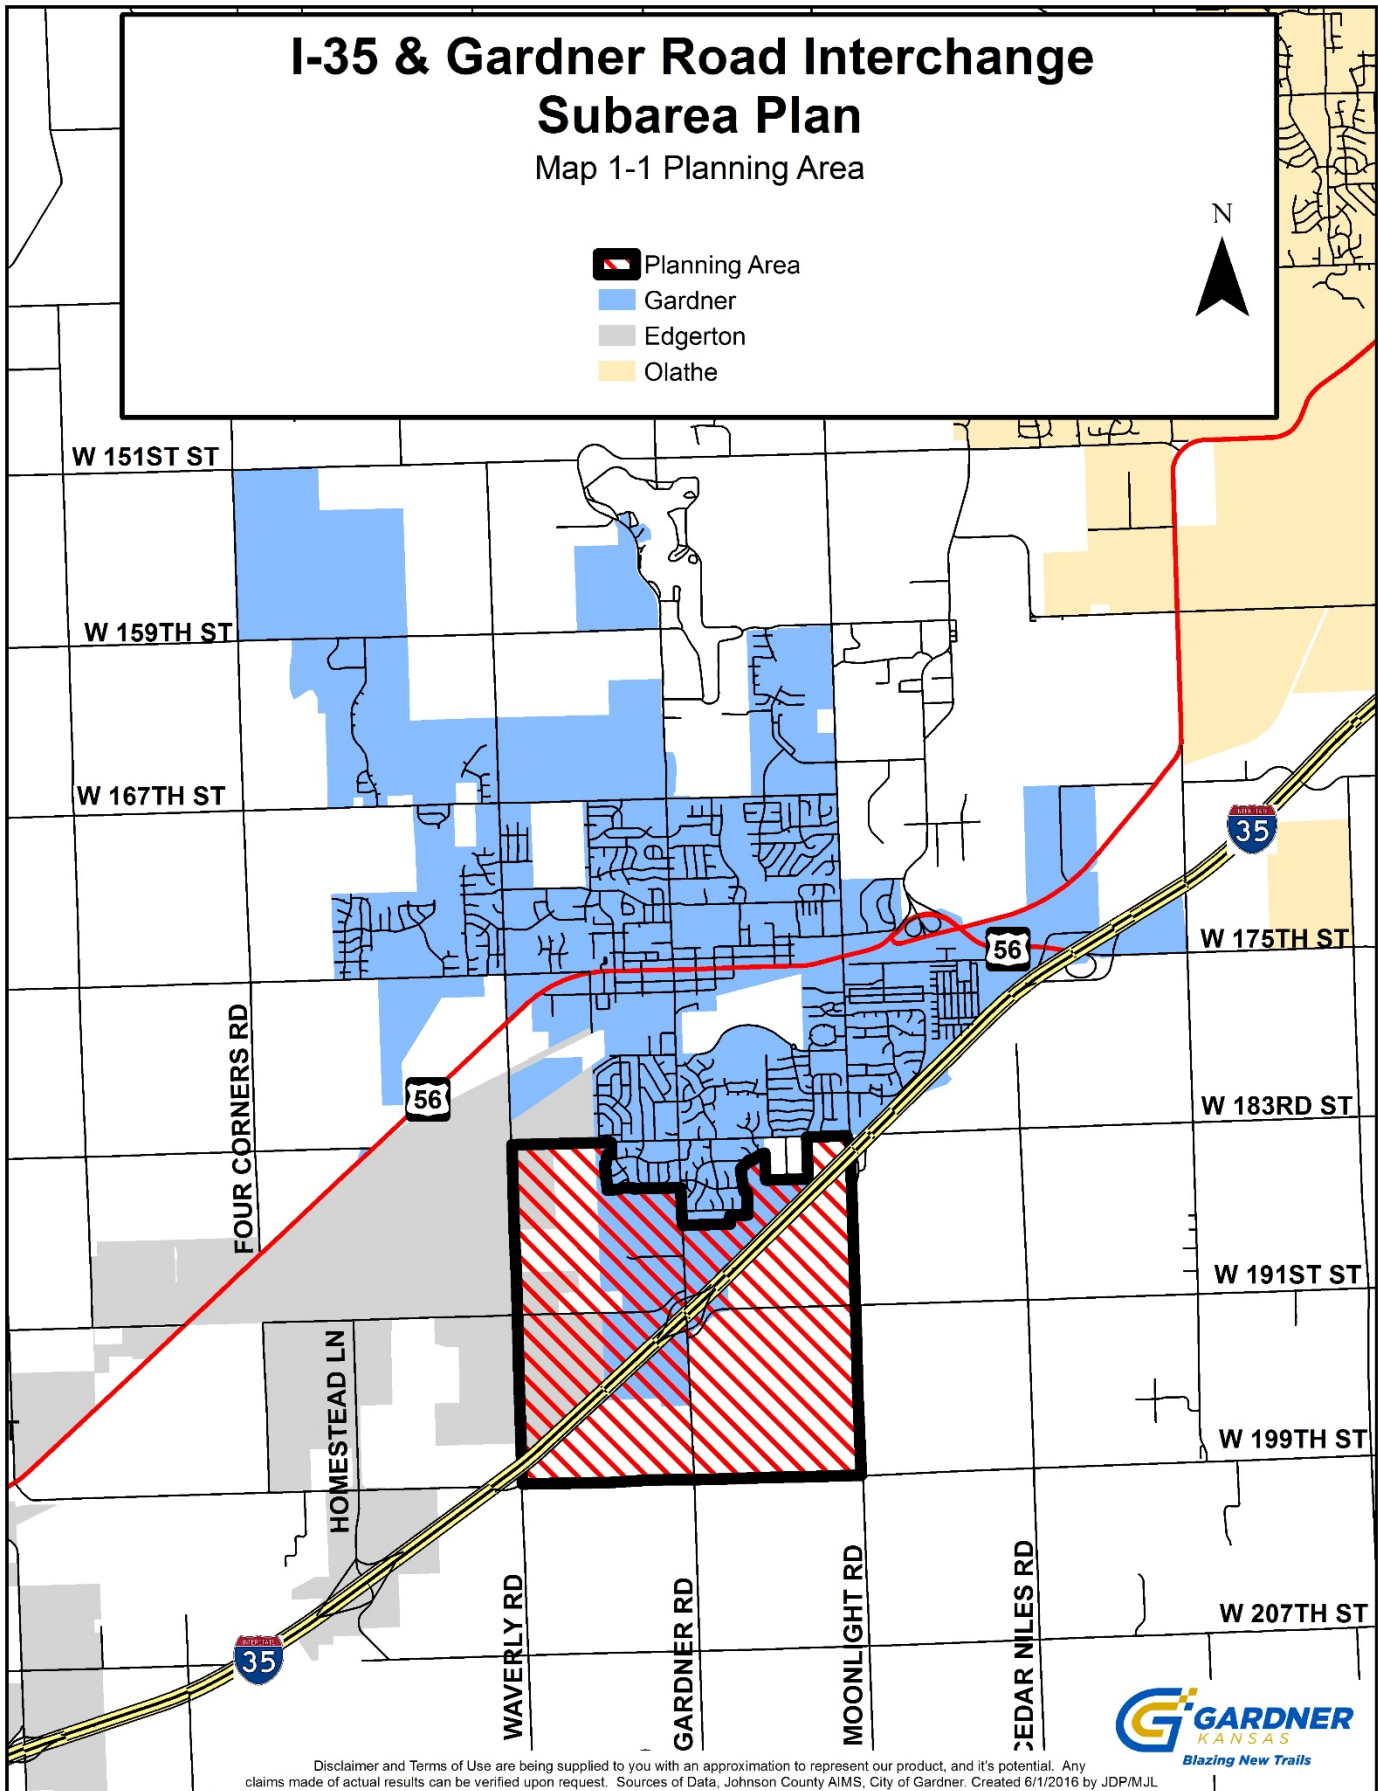 I-35 & Gardner Road Interchange
Subarea Plan
Map 1-1 Planning Area
N
Planning Area
Gardner
Edgerton
Olathe
W 151ST ST
W 159TH ST
W 167TH ST
INTERSTATE
35
W 175TH ST
56
FOUR CORNERS RD
56
W 183RD ST
W 191ST ST
HOMESTEAD LN
W 199TH ST
WAVERLY RD
GARDNER RD
MOONLIGHT RD
CEDAR NILES RD
W 207TH ST
INTERSTATE
35
GARDNER
KANSAS
Blazing New Trails
Disclaimer and Terms of Use are being supplied to you with an approximation to represent our product, and it's potential. Any
claims made of actual results can be verified upon request. Sources of Data, Johnson County AIMS, City of Gardner. Created 6/1/2016 by JDP/MJL